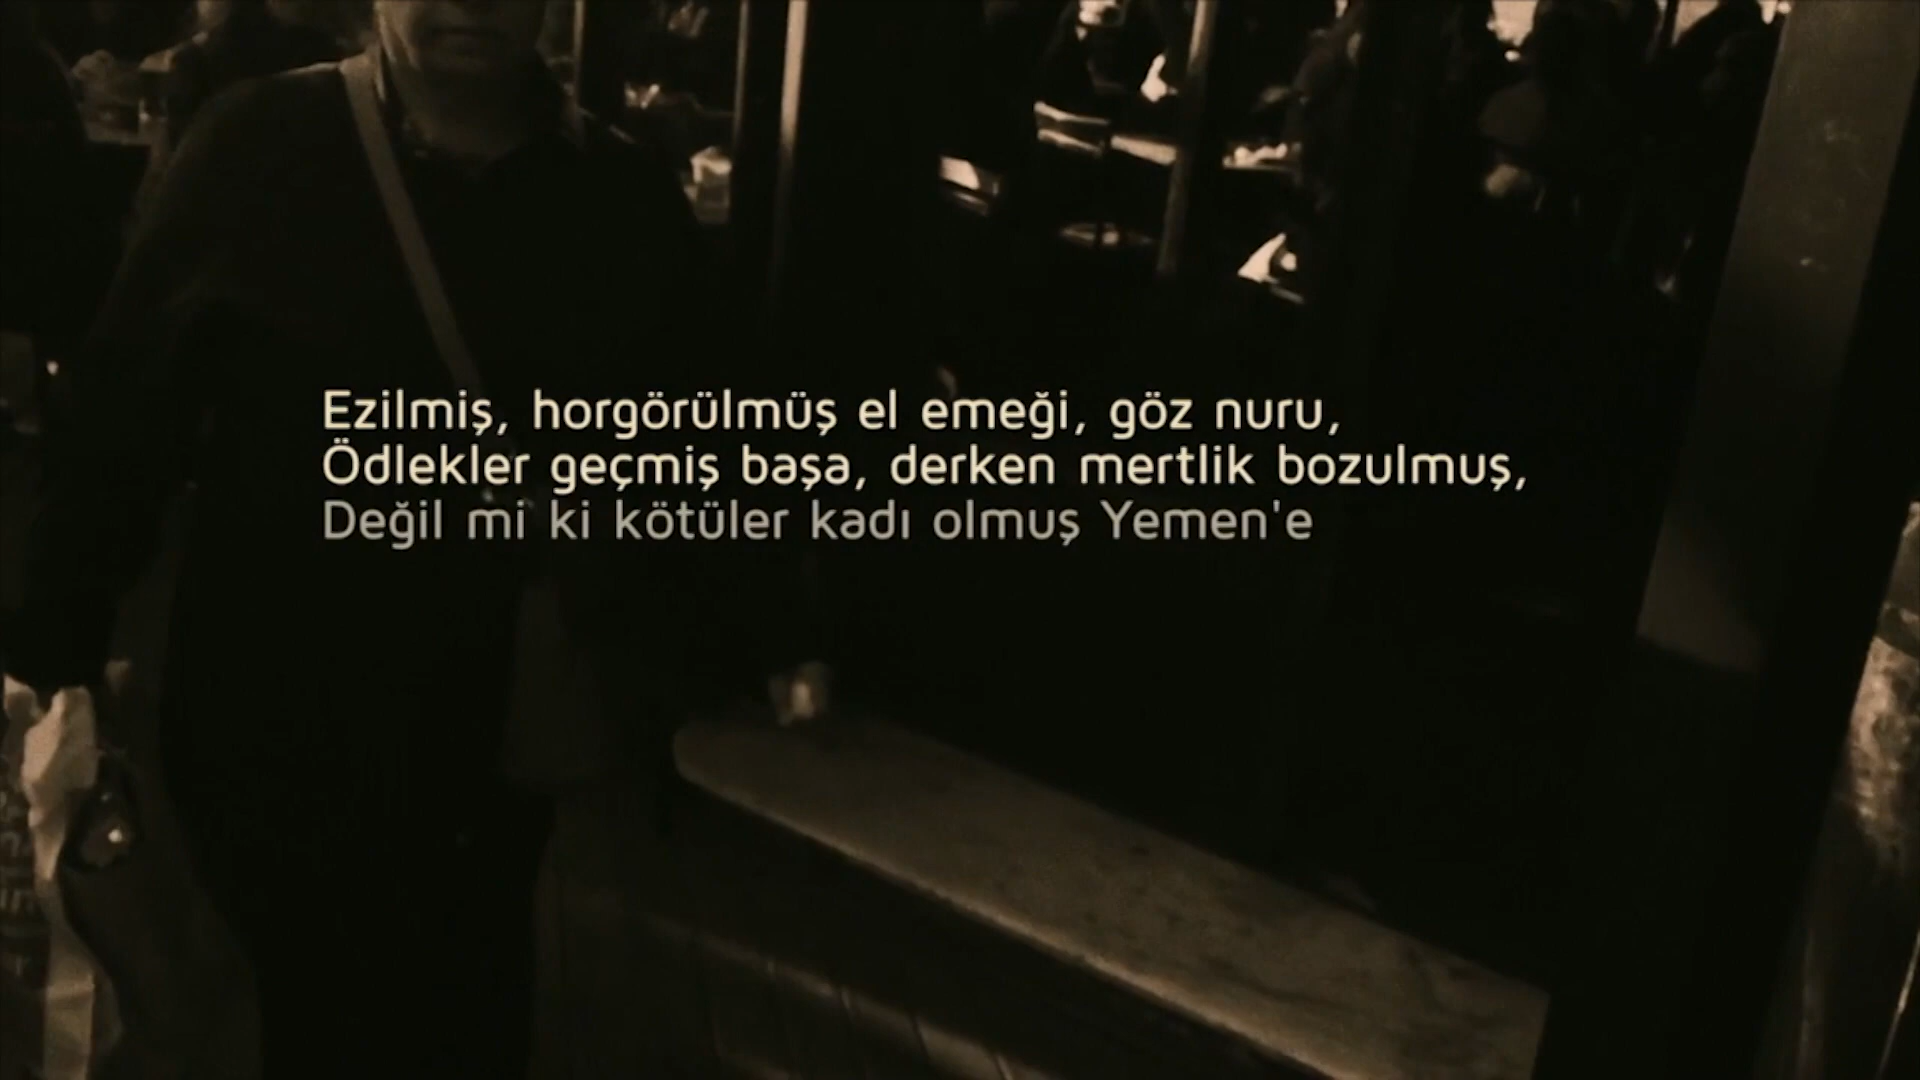 Ezilmiş, horgörülmüş el emeği, göz nuru,
Ödlekler geçmiş başa, derken mertlik bozulmuş,
Değil mi ki kötüler kadı olmuş Yemen'e